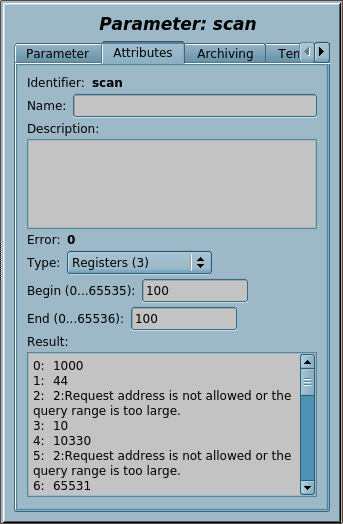 Parameter: scan
Parameter Attributes Archiving
Identifier: scan
Name:
Description:
Error: 0
Type: Registers (3)
Begin (0...65535): 100
End (0...65536): 100
Result:
0: 1000
1: 44
2: 2:Request address is not allowed or the
query range is too large.
3: 10
4: 10330
5: 2:Request address is not allowed or the
query range is too large.
6: 65531